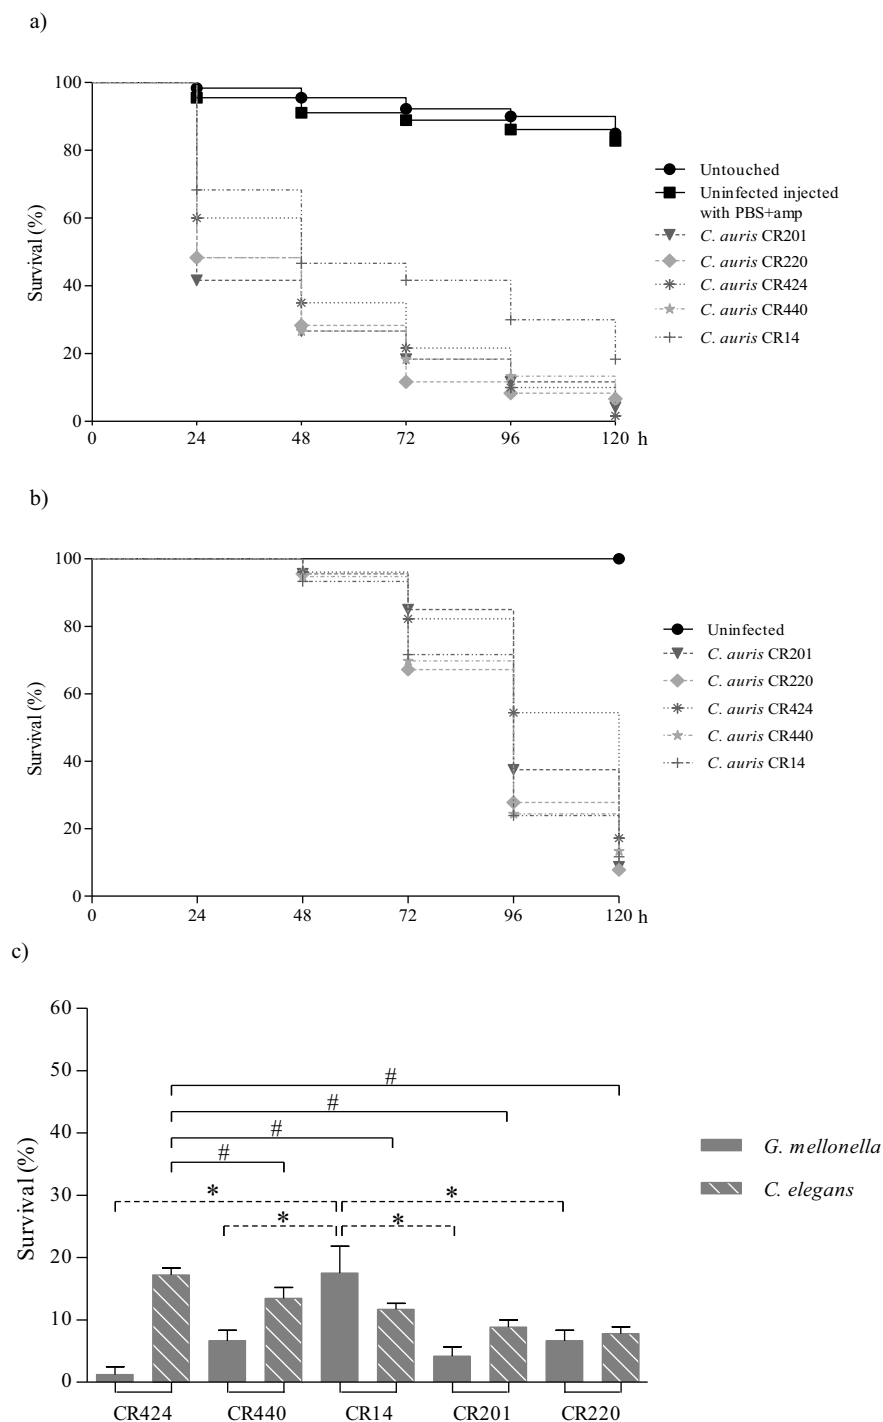 a)
100
80
60
40
20
0
Survival (%)
0 24 48 72 96 120 h
Untouched
Uninfected injected
with PBS+amp
C. auris CR201
C. auris CR220
C. auris CR424
C. auris CR440
C. auris CR14
b)
100
80
60
40
20
0
Survival (%)
0 24 48 72 96 120 h
Uninfected
C. auris CR201
C. auris CR220
C. auris CR424
C. auris CR440
C. auris CR14
c)
60
50
40
30
20
10
0
Survival (%)
#
#
#
#
* *
* *
CR424 CR440 CR14 CR201 CR220
G. mellonella
C. elegans